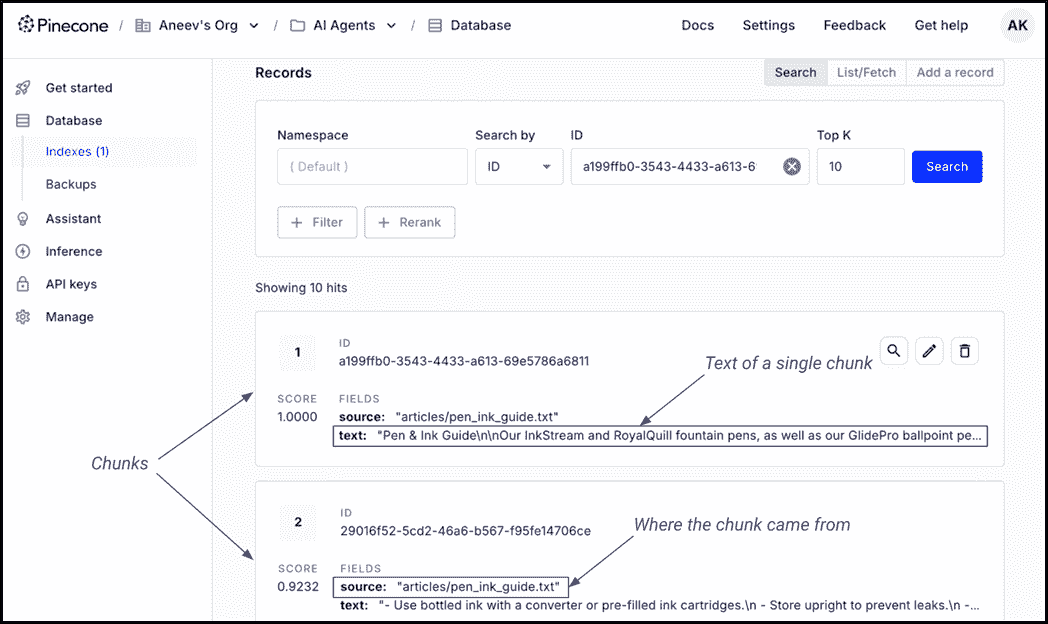 Pinecone / Aneev's Org / AI Agents / Database Docs Settings Feedback Get help AK
Get started
Database
Indexes (1)
Backups
Assistant
Inference
API keys
Manage
Records Search List/Fetch Add a record
Namespace Search by ID Top K
( Default ) ID a199ffb0-3543-4433-a613-6 10 Search
+ Filter + Rerank
Showing 10 hits
1
ID
a199ffb0-3543-4433-a613-69e5786a6811
Text of a single chunk
SCORE FIELDS
1.0000 source: "articles/pen_ink_guide.txt"
text: "Pen & Ink Guide\n\nOur InkStream and RoyalQuill fountain pens, as well as our GlidePro ballpoint pe...
Chunks
2
ID
29016f52-5cd2-46a6-b567-f95fe14706ce
Where the chunk came from
SCORE FIELDS
0.9232 source: "articles/pen_ink_guide.txt"
text: "- Use bottled ink with a converter or pre-filled ink cartridges.\n - Store upright to prevent leaks.\n -...